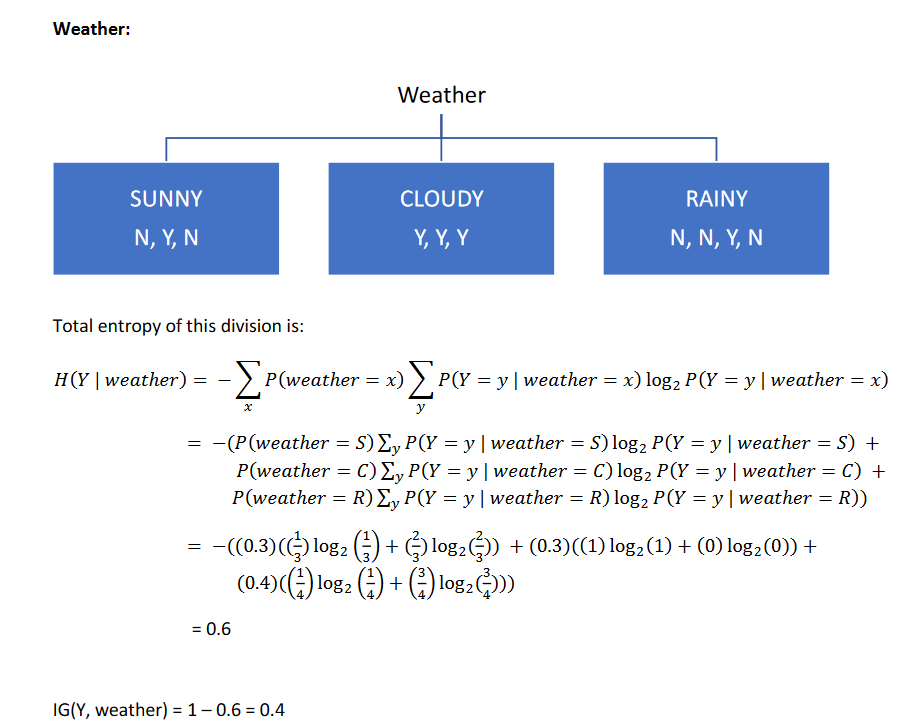 Weather:
Weather
SUNNY
N, Y, N
CLOUDY
Y, Y, Y
RAINY
N, N, Y, N
Total entropy of this division is:
H(Y | weather) = − ∑x P(weather = x) ∑y P(Y = y | weather = x) log₂ P(Y = y | weather = x)
= −(P(weather = S) ∑y P(Y = y | weather = S) log₂ P(Y = y | weather = S) +
P(weather = C) ∑y P(Y = y | weather = C) log₂ P(Y = y | weather = C) +
P(weather = R) ∑y P(Y = y | weather = R) log₂ P(Y = y | weather = R))
= −((0.3)((1/3) log₂ (1/3) + (2/3) log₂(2/3)) + (0.3)((1) log₂(1) + (0) log₂(0)) +
(0.4)((1/4) log₂ (1/4) + (3/4) log₂(3/4)))
= 0.6
IG(Y, weather) = 1 – 0.6 = 0.4